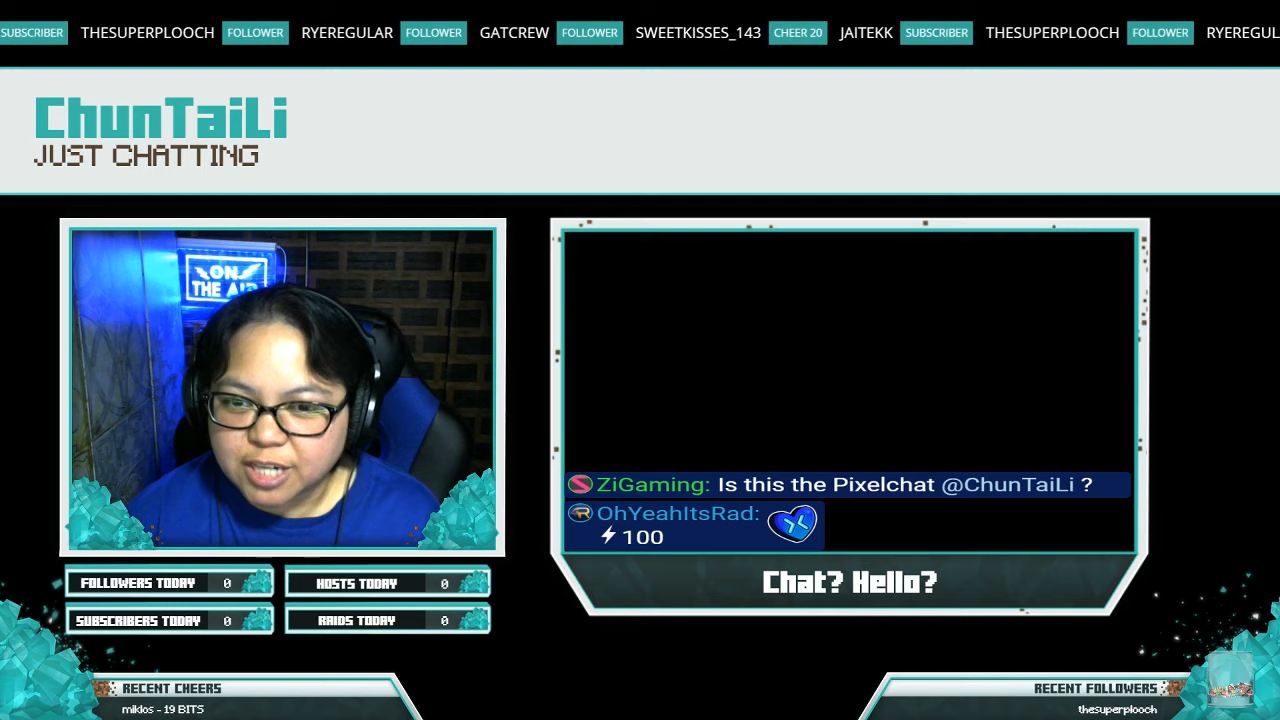 SUBSCRIBER THESUPERPLOOCH FOLLOWER RYEREGULAR FOLLOWER GATCREW FOLLOWER SWEETKISSES_143 CHEER 20 JAITEKK SUBSCRIBER THESUPERPLOOCH FOLLOWER RYEREGUL
ChunTaiLi
JUST CHATTING
ON
THE AIR
ZiGaming: Is this the Pixelchat @ChunTaiLi ?
OhYeahItsRad:
100
Chat? Hello?
FOLLOWERS TODAY 0
HOSTS TODAY 0
SUBSCRIBERS TODAY 0
RAIDS TODAY 0
RECENT CHEERS
miklos - 19 BITS
RECENT FOLLOWERS
thesuperplooch